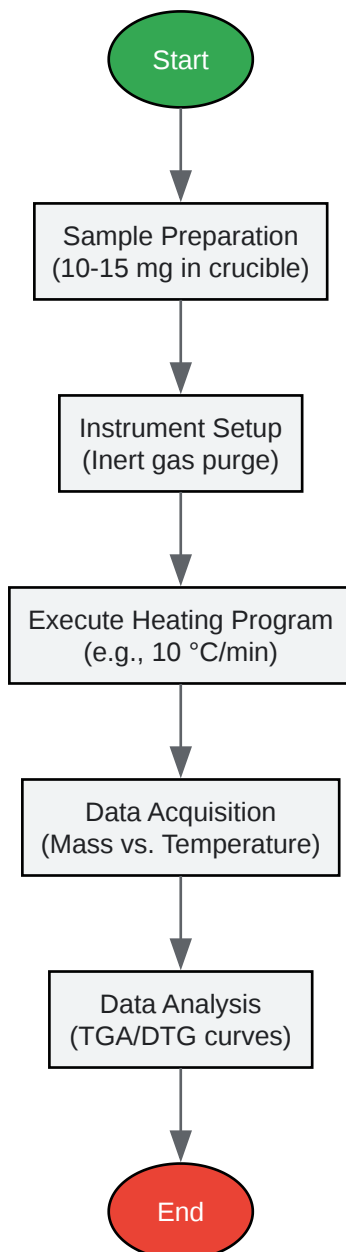 Start
Sample Preparation
(10-15 mg in crucible)
Instrument Setup
(Inert gas purge)
Execute Heating Program
(e.g., 10 °C/min)
Data Acquisition
(Mass vs. Temperature)
Data Analysis
(TGA/DTG curves)
End